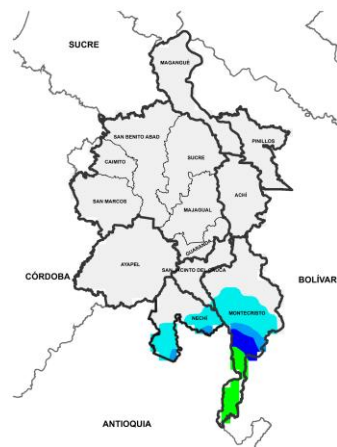 SUCRE
MAGANGUÉ
SAN BENITO ABAD
PINILLOS
CAIMITO
SUCRE
SAN MARCOS
MAJAGUAL
ACHÍ
GUARANDA
AYAPEL
SAN JACINTO DEL CAUCA
CÓRDOBA
BOLÍVAR
NECHÍ
MONTECRISTO
ANTIOQUIA